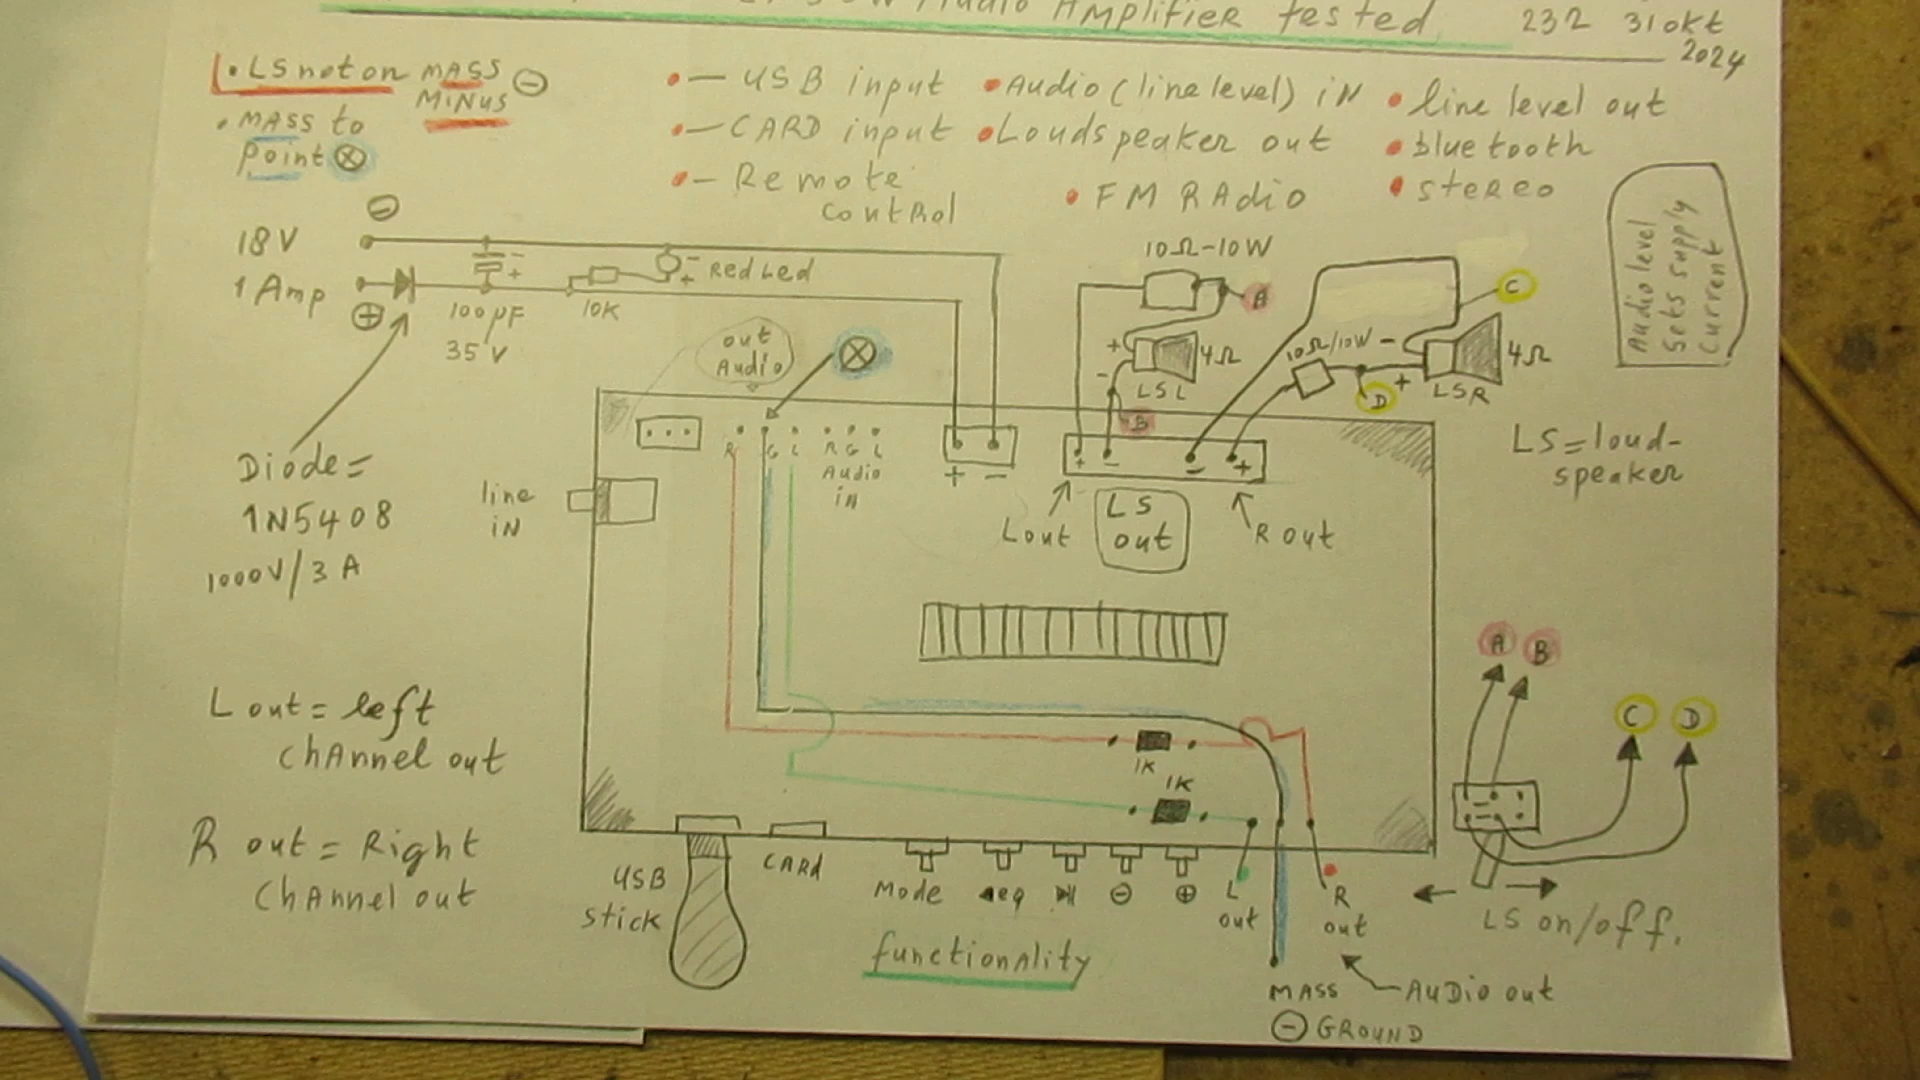 Audio Amplifier tested
232 31okt
2024
• LS not on MASS ⊖
MINUS
• MASS to
point ⊗
• — USB input
• — CARD input
• — Remote
control
• Audio (line level) iN
• Loudspeaker out
• FM RAdio
• line level out
• bluetooth
• stereo
Audio level
sets supply
current
⊖
18V
1 Amp
⊕
100µF
35V
-
+
10K
-
+
Red Led
out
Audio
⊗
10Ω-10W
A
+
-
4Ω
LSL
B
10Ω/10W
-
+
C
D
4Ω
LSR
LS=loud-
speaker
Diode=
1N5408
1000V/3 A
line
iN
R G L
R G L
Audio
in
+ -
+ - - +
Lout
LS
out
R out
L out = left
channel out
R out = Right
channel out
1K
1K
A B
C D
USB
stick
CARD
Mode
eq
⊖
⊕
L
out
R
out
LS on/off.
functionality
MASS
⊖ GROUND
AUDio out